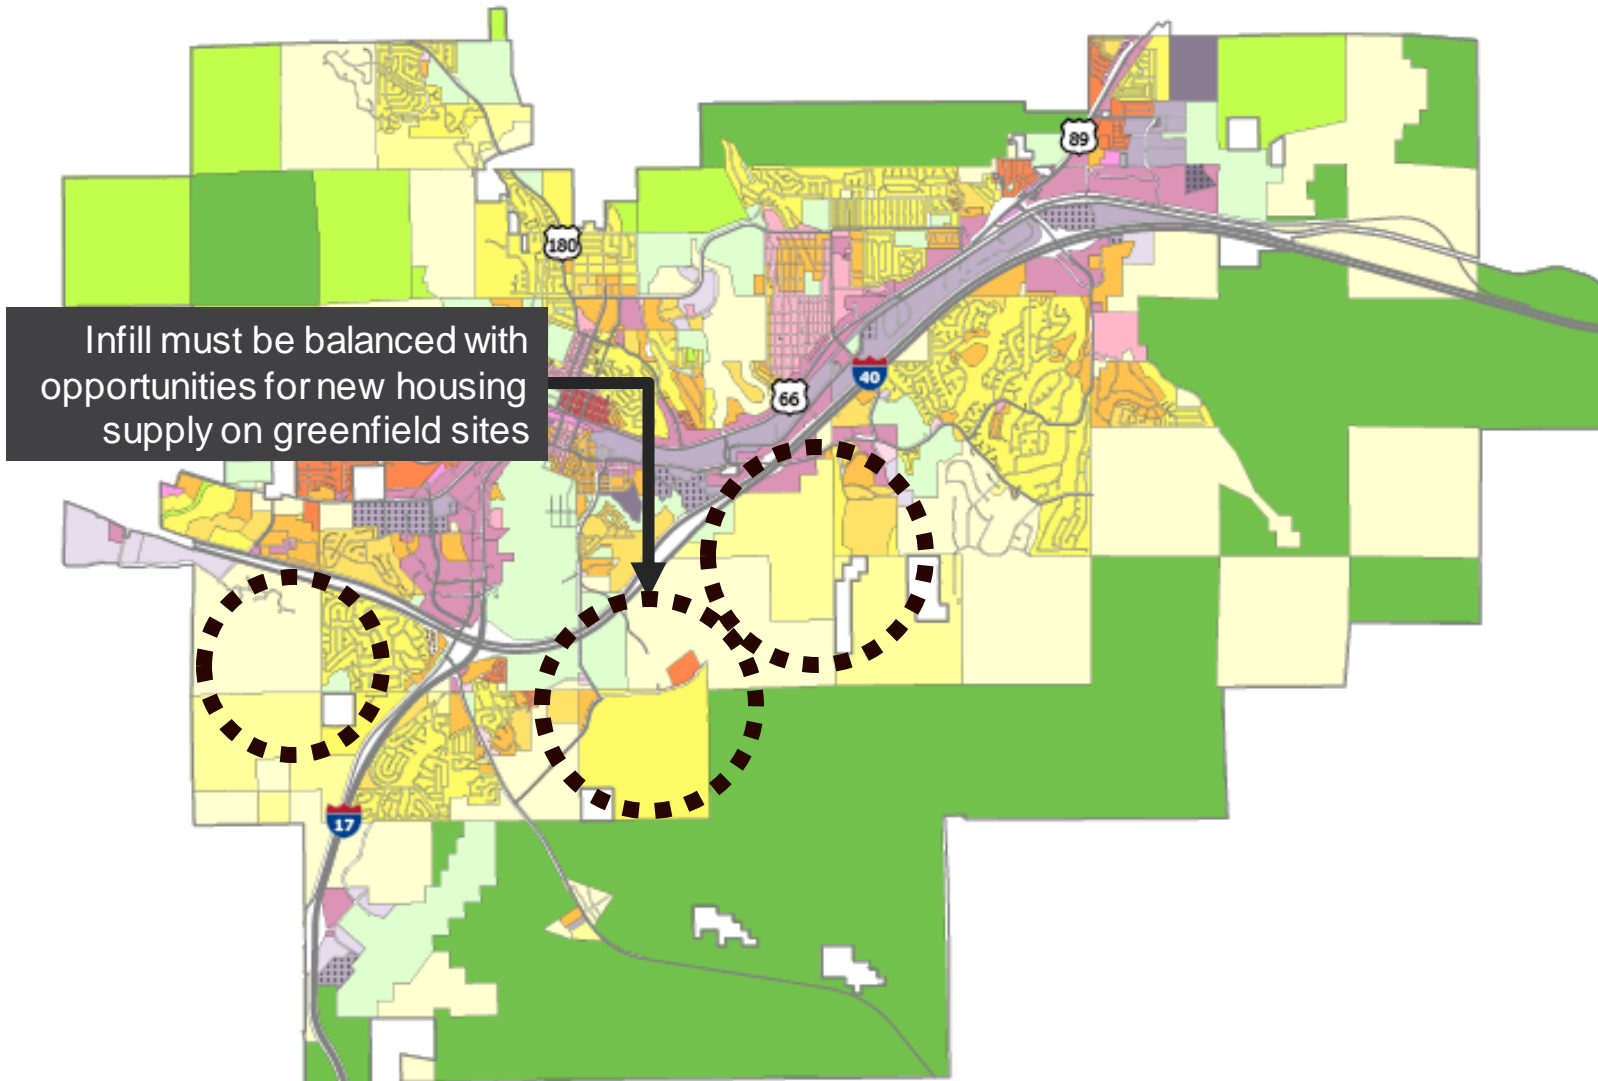 89
180
Infill must be balanced with
opportunities for new housing
supply on greenfield sites
40
66
17